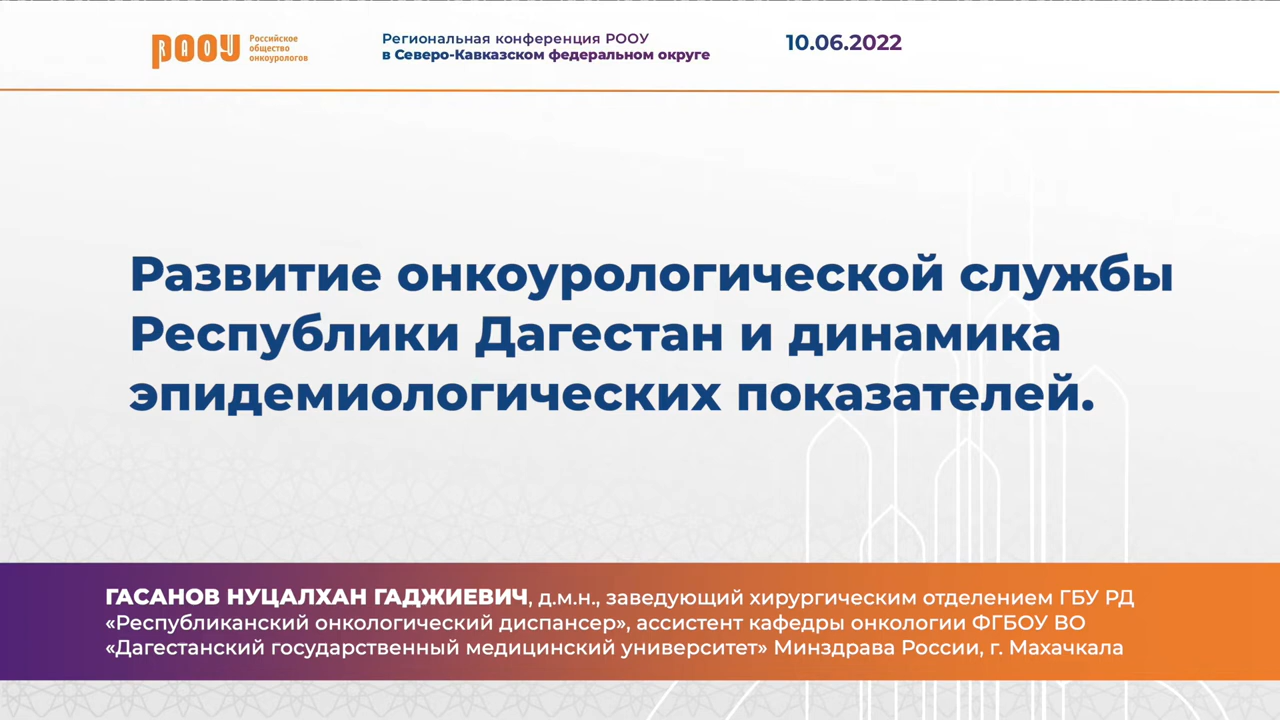 РООУ
RAOU
Российское
общество
онкоурологов
Региональная конференция РООУ
в Северо-Кавказском федеральном округе
10.06.2022
Развитие онкоурологической службы
Республики Дагестан и динамика
эпидемиологических показателей.
ГАСАНОВ НУЦАЛХАН ГАДЖИЕВИЧ, д.м.н., заведующий хирургическим отделением ГБУ РД
«Республиканский онкологический диспансер», ассистент кафедры онкологии ФГБОУ ВО
«Дагестанский государственный медицинский университет» Минздрава России, г. Махачкала